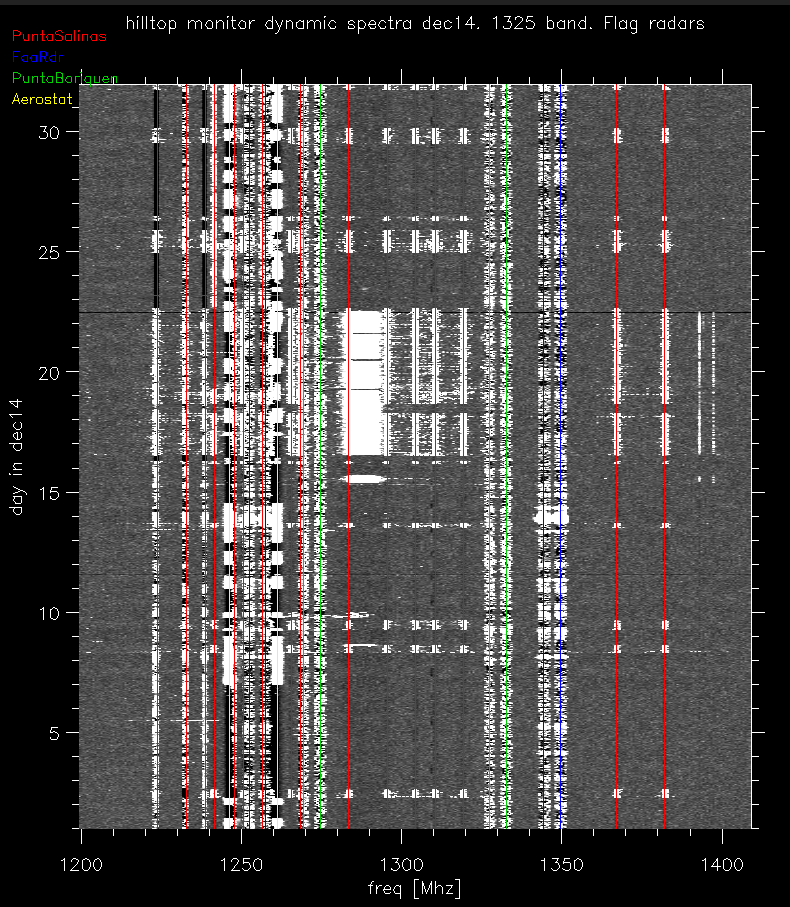 hilltop monitor dynamic spectra dec14. 1325 band. Flag radars
PuntaSalinas
FaaRdr
PuntaBoriquen
Aerostat
30
25
20
15
10
5
day in dec14
1200 1250 1300 1350 1400
freq [Mhz]